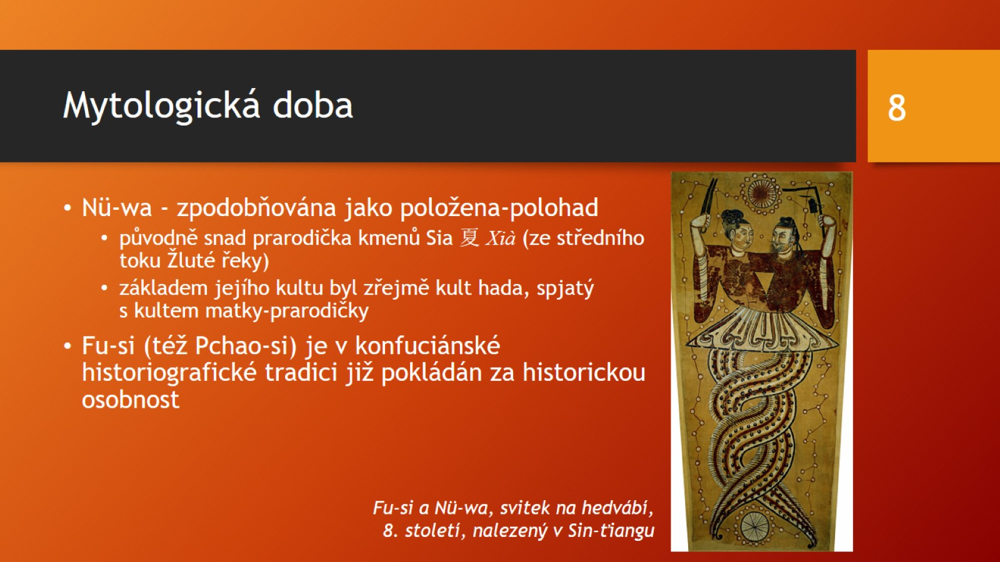 Mytologická doba
8
• Nü-wa - zpodobňována jako položena-polohad
• původně snad prarodička kmenů Sia 夏 Xià (ze středního
toku Žluté řeky)
• základem jejího kultu byl zřejmě kult hada, spjatý
s kultem matky-prarodičky
• Fu-si (též Pchao-si) je v konfuciánské
historiografické tradici již pokládán za historickou
osobnost
Fu-si a Nü-wa, svitek na hedvábí,
8. století, nalezený v Sin-ťiangu